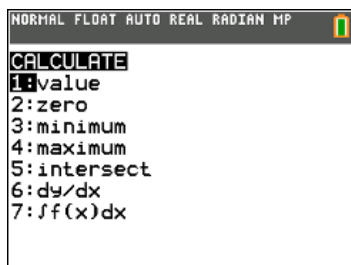 NORMAL FLOAT AUTO REAL RADIAN MP
CALCULATE
1:value
2:zero
3:minimum
4:maximum
5:intersect
6:dy/dx
7:∫f(x)dx